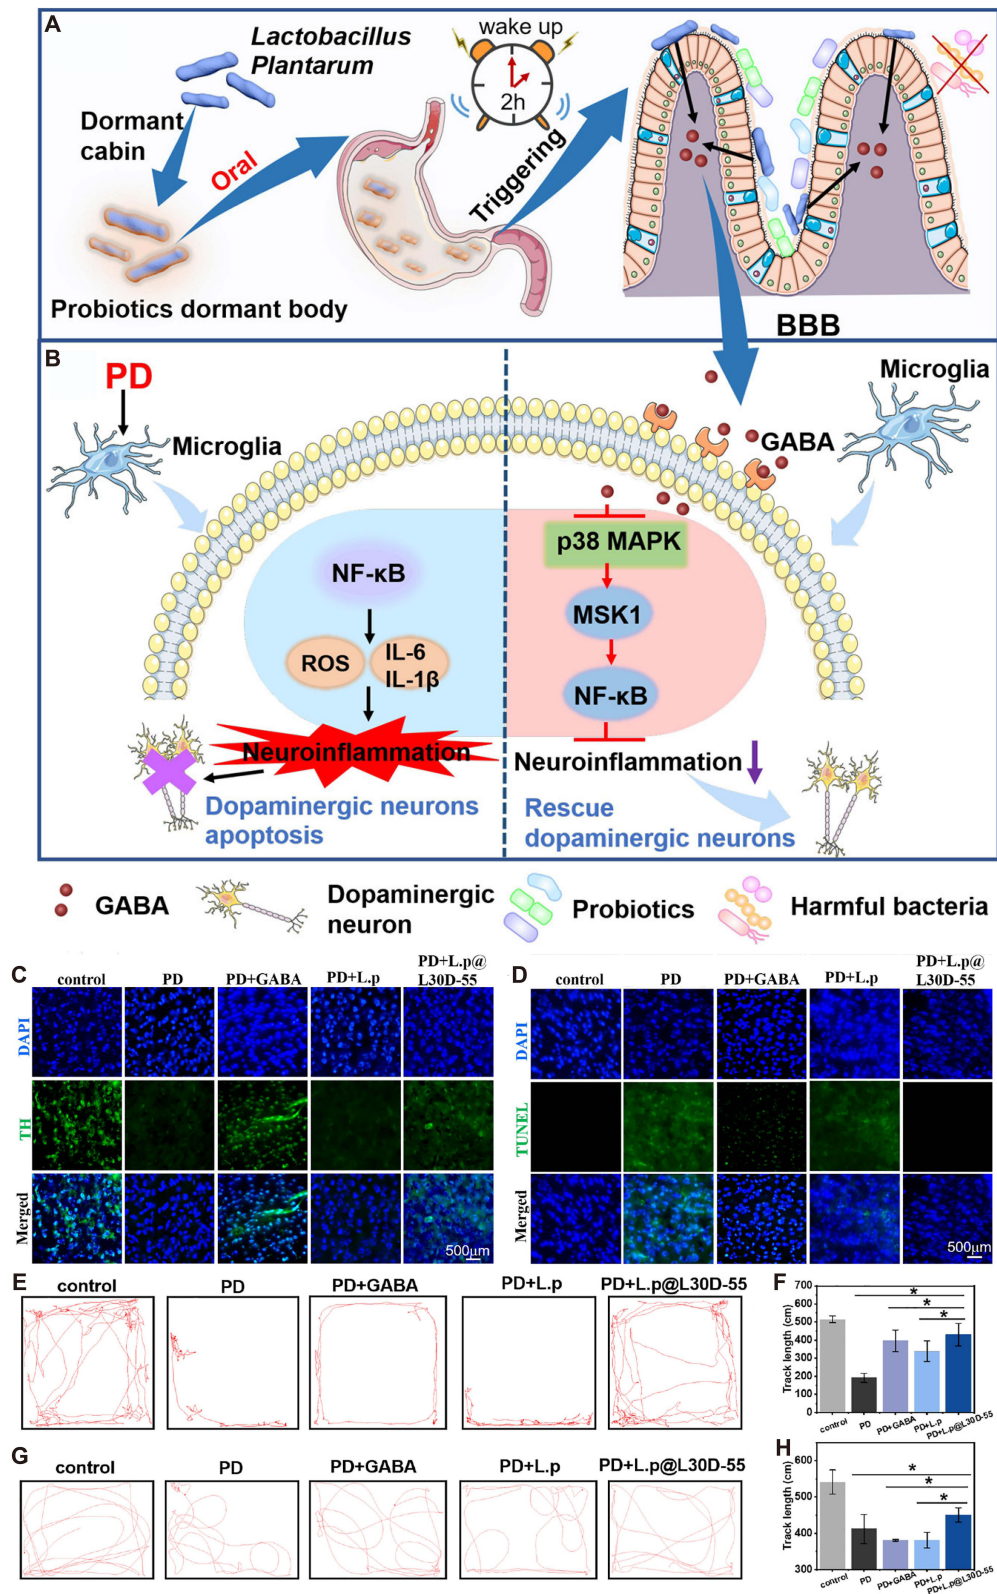 A
Lactobacillus
Plantarum
wake up
2h
Dormant
cabin
Oral
Triggering
Probiotics dormant body
BBB
B
PD
Microglia
Microglia
GABA
p38 MAPK
NF-κB
MSK1
ROS
IL-6
IL-1β
NF-κB
Neuroinflammation
Neuroinflammation
Dopaminergic neurons
apoptosis
Rescue
dopaminergic neurons
GABA
Dopaminergic
neuron
Probiotics
Harmful bacteria
C
control
PD
PD+GABA
PD+L.p
PD+L.p@
L30D-55
DAPI
TH
Merged
500μm
D
control
PD
PD+GABA
PD+L.p
PD+L.p@
L30D-55
DAPI
TUNEL
Merged
500μm
E
control
PD
PD+GABA
PD+L.p
PD+L.p@L30D-55
F
Track length (cm)
700
600
500
400
300
200
100
0
*
*
*
control
PD
PD+GABA
PD+L.p
PD+L.p@L30D-55
G
control
PD
PD+GABA
PD+L.p
PD+L.p@L30D-55
H
Track length (cm)
600
500
400
300
*
*
*
control
PD
PD+GABA
PD+L.p
PD+L.p@L30D-55